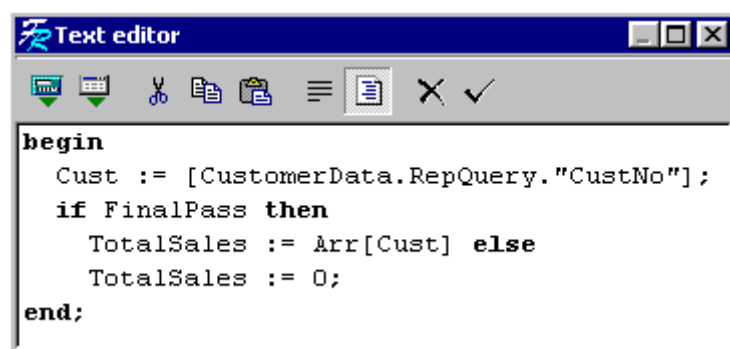 Text editor
begin
  Cust := [CustomerData.RepQuery."CustNo"];
  if FinalPass then
    TotalSales := Arr[Cust] else
    TotalSales := 0;
end;